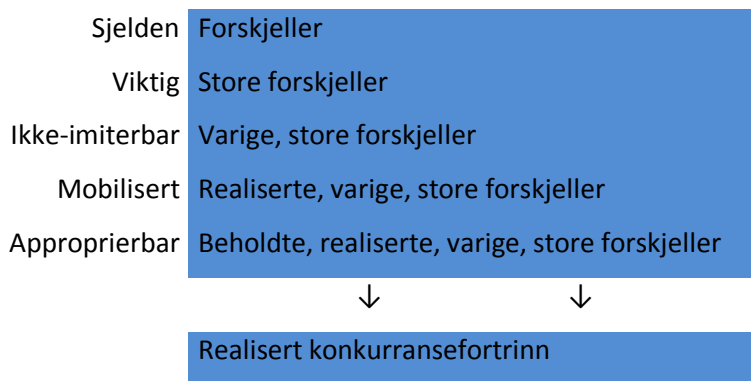 Sjelden Forskjeller
Viktig Store forskjeller
Ikke-imiterbar Varige, store forskjeller
Mobilisert Realiserte, varige, store forskjeller
Approprierbar Beholdte, realiserte, varige, store forskjeller
↓ ↓
Realisert konkurransefortrinn